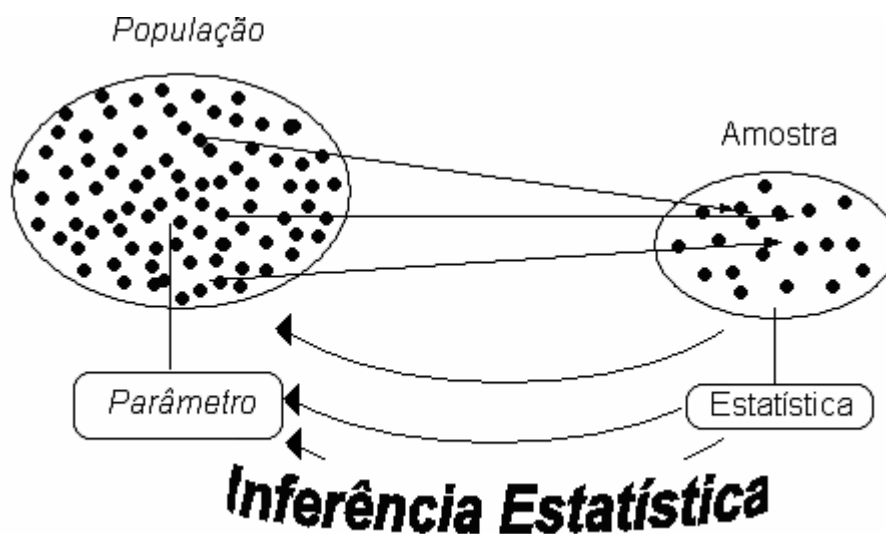 População
Amostra
Parâmetro
Estatística
Inferência Estatística